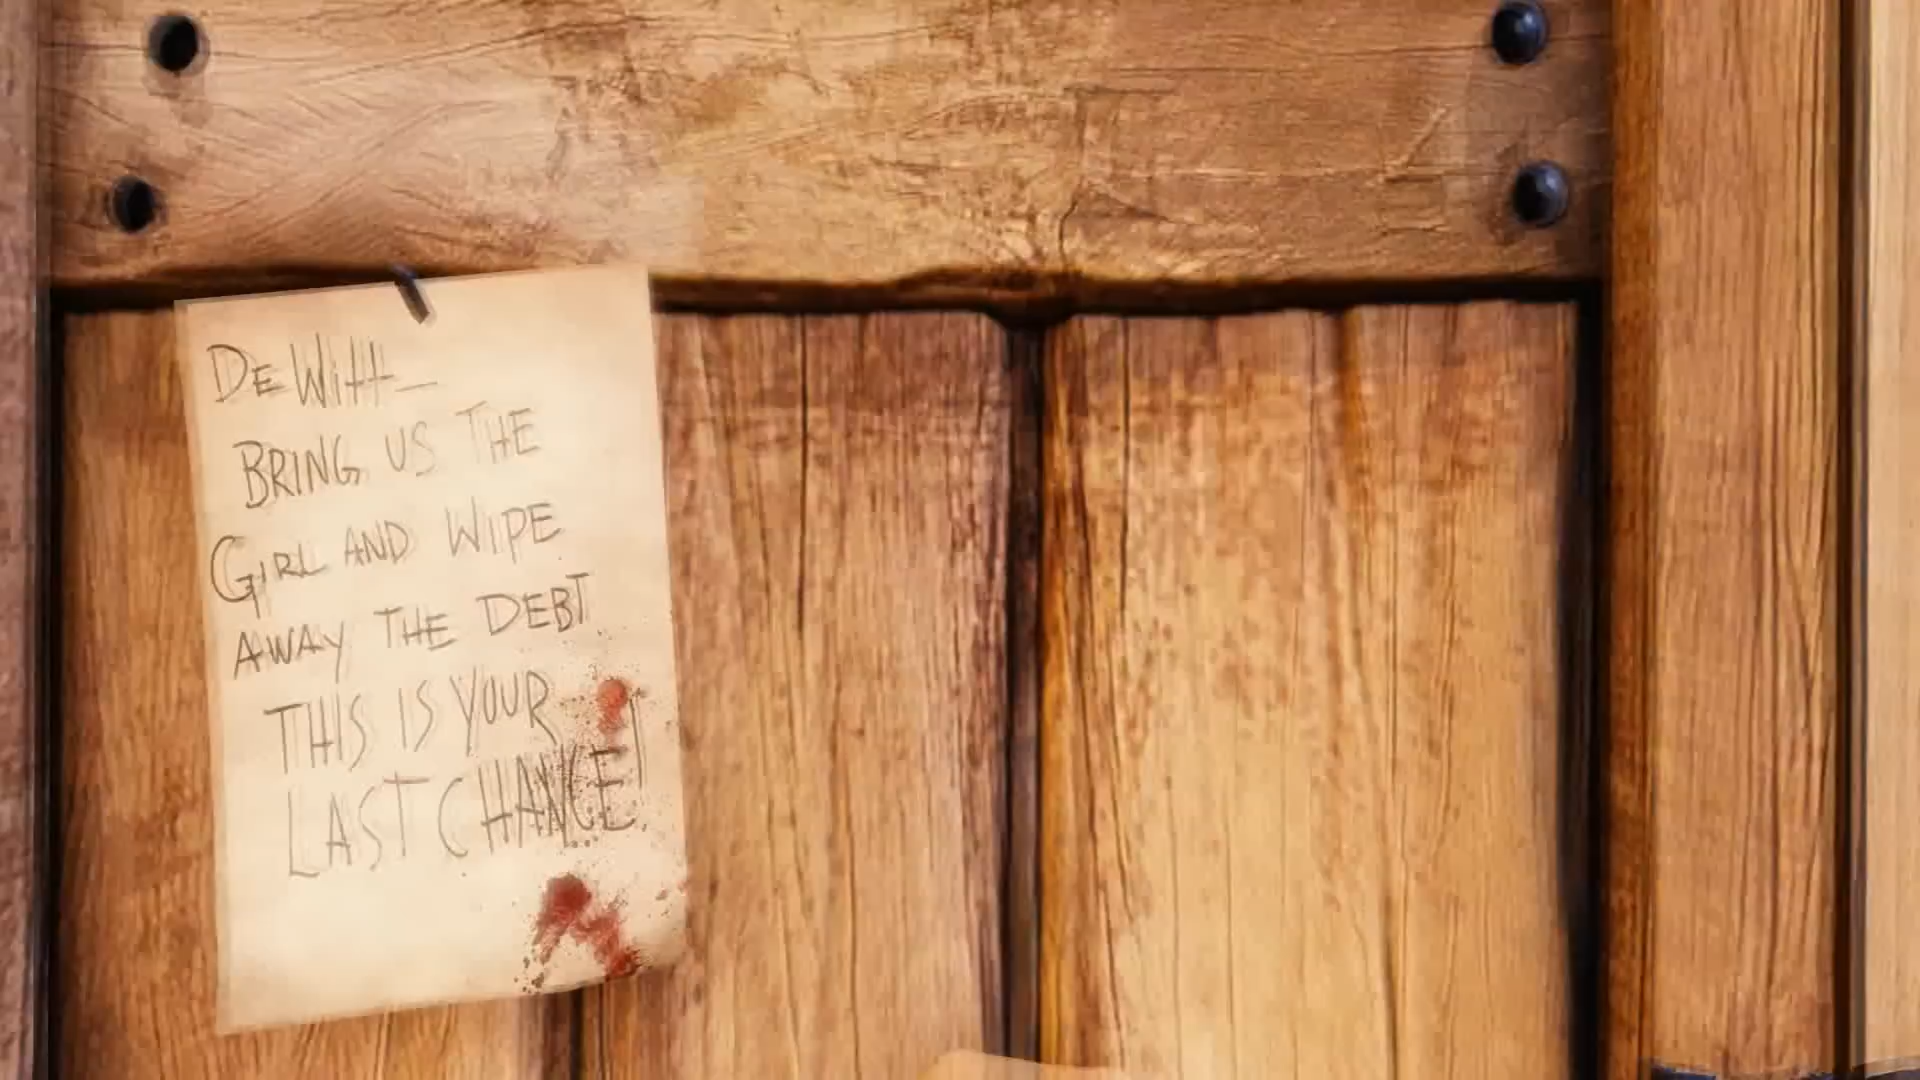 DeWitt—
BRING US THE
GIRL AND WIPE
AWAY THE DEBT
THIS IS YOUR
LAST CHANCE!